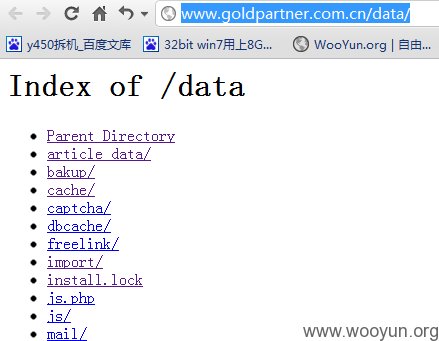 www.goldpartner.com.cn/data/
y450拆机_百度文库 32bit win7用上8G... WooYun.org | 自由...
Index of /data
Parent Directory
article_data/
bakup/
cache/
captcha/
dbcache/
freelink/
import/
install.lock
js.php
js/
mail/
www.wooyun.org